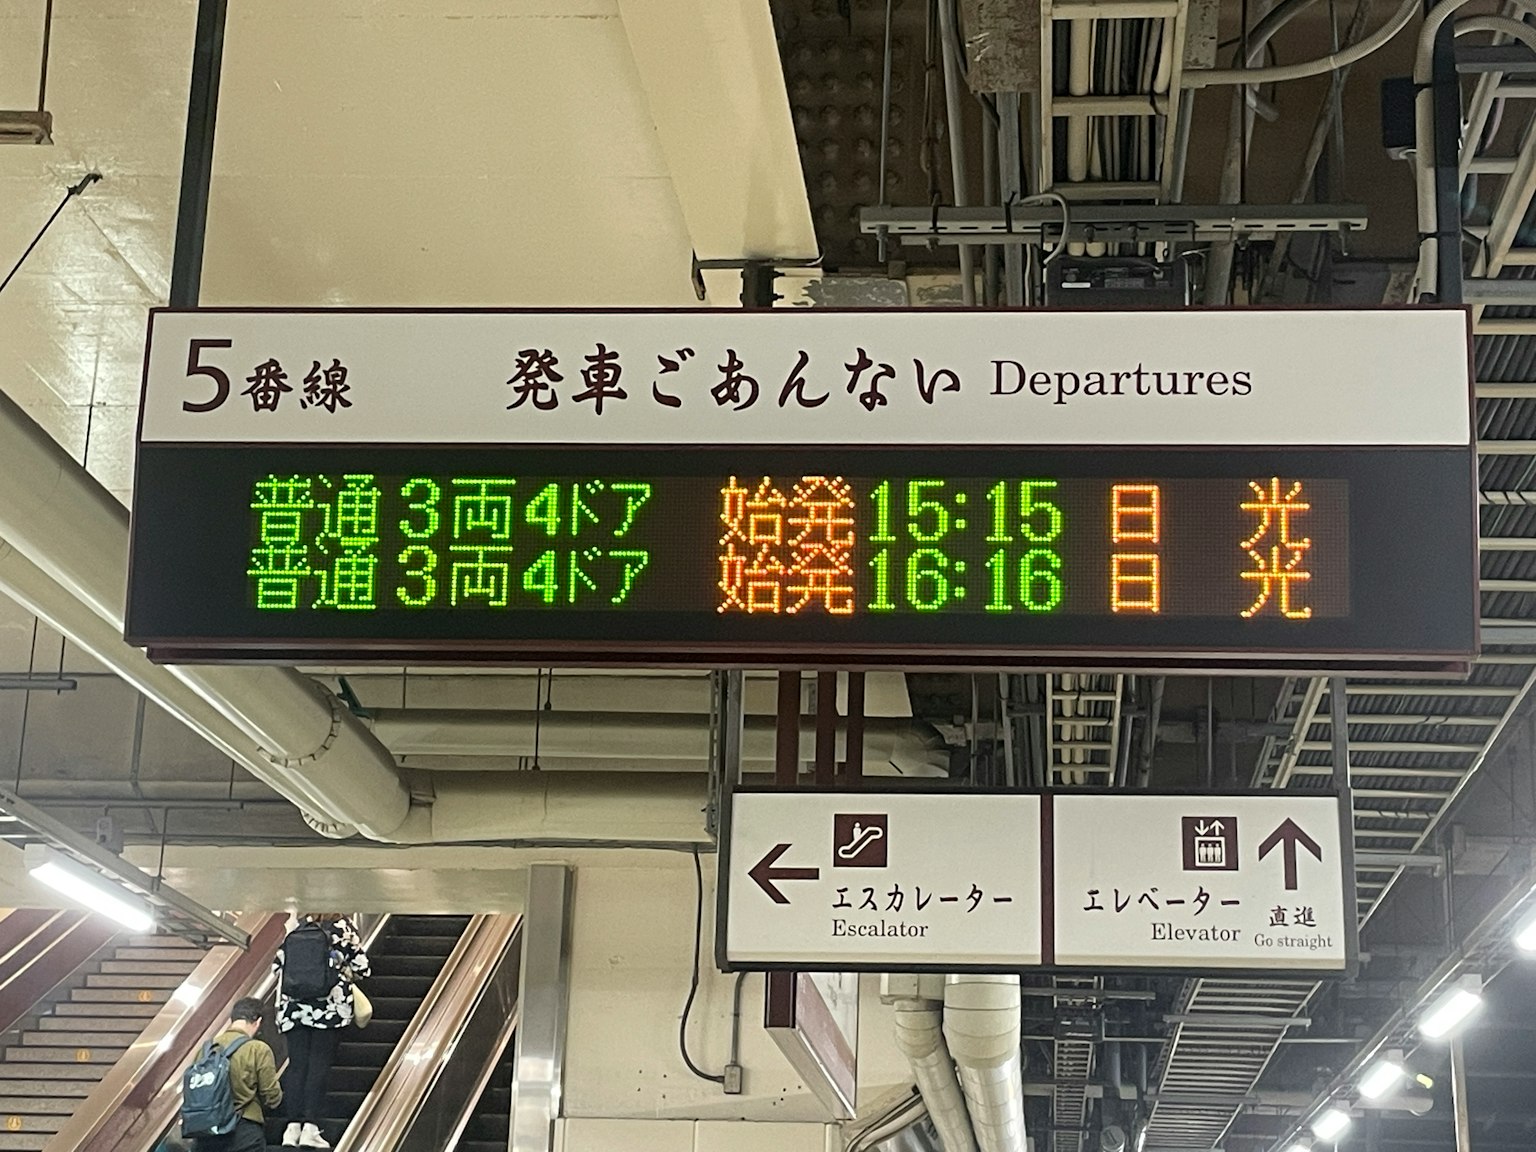 5番線 発車ごあんない Departures
普通 3両 4ドア 始発 15:15 日 光
普通 3両 4ドア 始発 16:16 日 光
エスカレーター
Escalator
エレベーター
Elevator
直進
Go straight